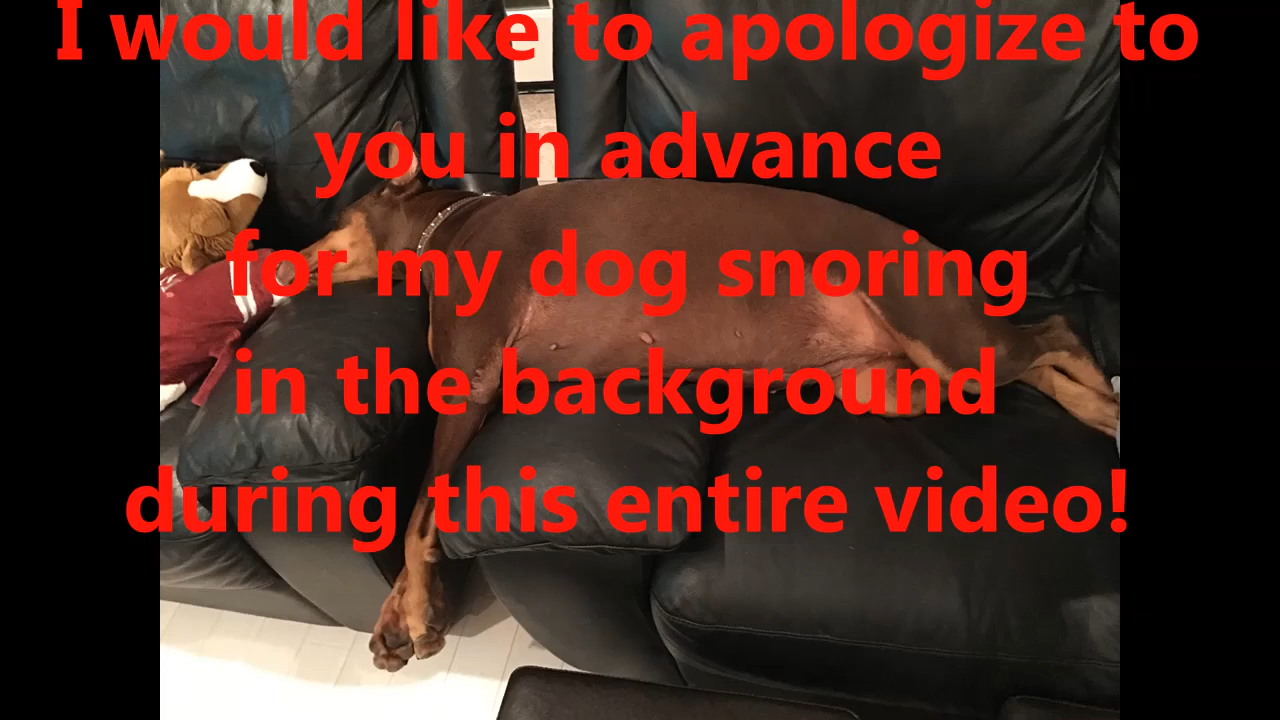 I would like to apologize to
you in advance
for my dog snoring
in the background
during this entire video!